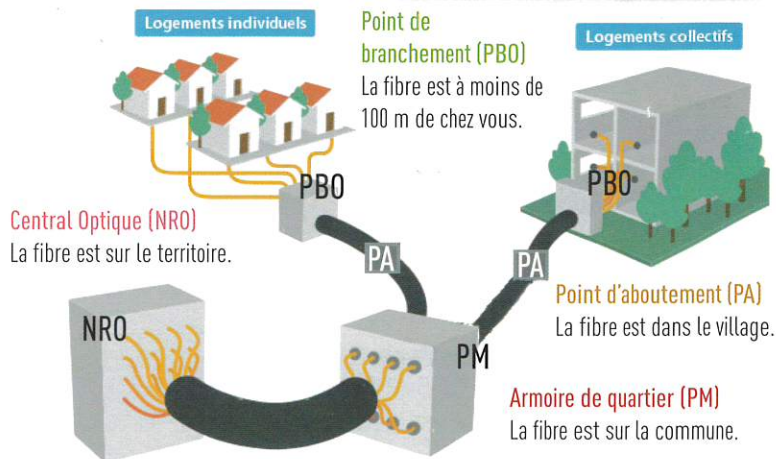 Logements individuels
Point de
branchement (PBO)
La fibre est à moins de
100 m de chez vous.
Logements collectifs
PBO
PBO
Central Optique (NRO)
La fibre est sur le territoire.
PA
PA
Point d'aboutement (PA)
La fibre est dans le village.
NRO
PM
Armoire de quartier (PM)
La fibre est sur la commune.